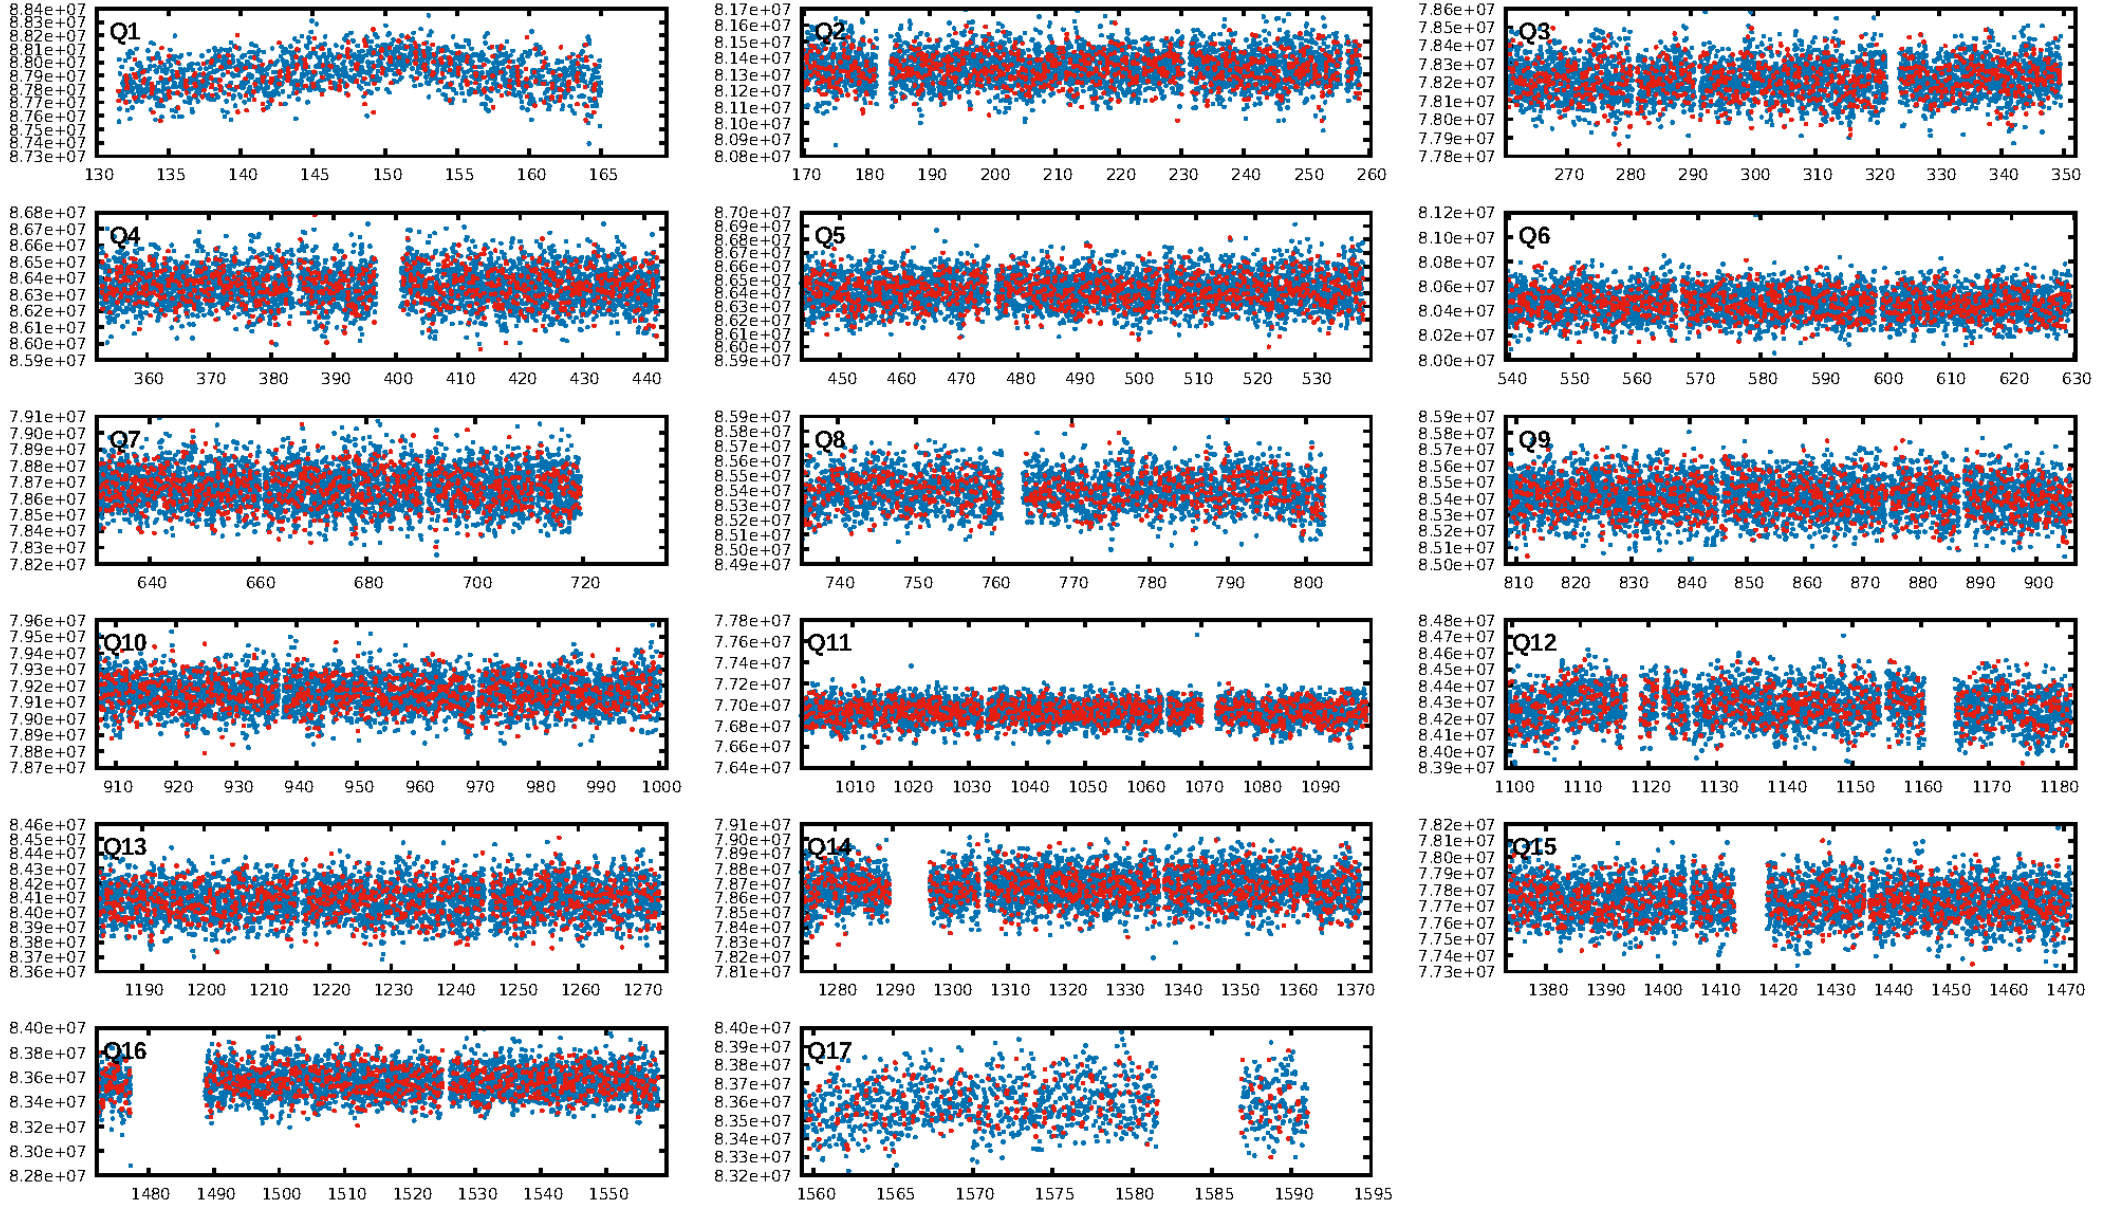 Q1
8.84e+07
8.83e+07
8.82e+07
8.81e+07
8.80e+07
8.79e+07
8.78e+07
8.77e+07
8.76e+07
8.75e+07
8.74e+07
8.73e+07
130 135 140 145 150 155 160 165
Q2
8.17e+07
8.16e+07
8.15e+07
8.14e+07
8.13e+07
8.12e+07
8.11e+07
8.10e+07
8.09e+07
8.08e+07
170 180 190 200 210 220 230 240 250 260
Q3
7.86e+07
7.85e+07
7.84e+07
7.83e+07
7.82e+07
7.81e+07
7.80e+07
7.79e+07
7.78e+07
270 280 290 300 310 320 330 340 350
Q4
8.68e+07
8.67e+07
8.66e+07
8.65e+07
8.64e+07
8.63e+07
8.62e+07
8.61e+07
8.60e+07
8.59e+07
360 370 380 390 400 410 420 430 440
Q5
8.70e+07
8.69e+07
8.68e+07
8.67e+07
8.66e+07
8.65e+07
8.64e+07
8.63e+07
8.62e+07
8.61e+07
8.60e+07
8.59e+07
450 460 470 480 490 500 510 520 530
Q6
8.12e+07
8.10e+07
8.08e+07
8.06e+07
8.04e+07
8.02e+07
8.00e+07
540 550 560 570 580 590 600 610 620 630
Q7
7.91e+07
7.90e+07
7.89e+07
7.88e+07
7.87e+07
7.86e+07
7.85e+07
7.84e+07
7.83e+07
7.82e+07
640 660 680 700 720
Q8
8.59e+07
8.58e+07
8.57e+07
8.56e+07
8.55e+07
8.54e+07
8.53e+07
8.52e+07
8.51e+07
8.50e+07
8.49e+07
740 750 760 770 780 790 800
Q9
8.59e+07
8.58e+07
8.57e+07
8.56e+07
8.55e+07
8.54e+07
8.53e+07
8.52e+07
8.51e+07
8.50e+07
810 820 830 840 850 860 870 880 890 900
Q10
7.96e+07
7.95e+07
7.94e+07
7.93e+07
7.92e+07
7.91e+07
7.90e+07
7.89e+07
7.88e+07
7.87e+07
910 920 930 940 950 960 970 980 990 1000
Q11
7.78e+07
7.76e+07
7.74e+07
7.72e+07
7.70e+07
7.68e+07
7.66e+07
7.64e+07
1010 1020 1030 1040 1050 1060 1070 1080 1090
Q12
8.48e+07
8.47e+07
8.46e+07
8.45e+07
8.44e+07
8.43e+07
8.42e+07
8.41e+07
8.40e+07
8.39e+07
1100 1110 1120 1130 1140 1150 1160 1170 1180
Q13
8.46e+07
8.45e+07
8.44e+07
8.43e+07
8.42e+07
8.41e+07
8.40e+07
8.39e+07
8.38e+07
8.37e+07
8.36e+07
1190 1200 1210 1220 1230 1240 1250 1260 1270
Q14
7.91e+07
7.90e+07
7.89e+07
7.88e+07
7.87e+07
7.86e+07
7.85e+07
7.84e+07
7.83e+07
7.82e+07
7.81e+07
1280 1290 1300 1310 1320 1330 1340 1350 1360 1370
Q15
7.82e+07
7.81e+07
7.80e+07
7.79e+07
7.78e+07
7.77e+07
7.76e+07
7.75e+07
7.74e+07
7.73e+07
1380 1390 1400 1410 1420 1430 1440 1450 1460 1470
Q16
8.40e+07
8.38e+07
8.36e+07
8.34e+07
8.32e+07
8.30e+07
8.28e+07
1480 1490 1500 1510 1520 1530 1540 1550
Q17
8.40e+07
8.39e+07
8.38e+07
8.37e+07
8.36e+07
8.35e+07
8.34e+07
8.33e+07
8.32e+07
1560 1565 1570 1575 1580 1585 1590 1595